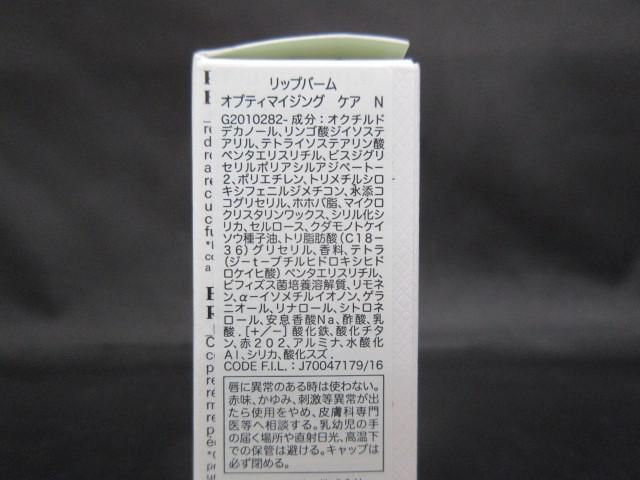 リップバーム
オプティマイジング ケア N
G2010282-成分：オクチルド
デカノール、リンゴ酸ジイソステ
アリル、テトライソステアリン酸
ペンタエリスリチル、ビスジグリ
セリルポリアシルアジペート-
2、ポリエチレン、トリメチルシロ
キシフェニルジメチコン、水添コ
コグリセリル、ホホバ脂、マイクロ
クリスタリンワックス、シリル化シ
リカ、セルロース、クダモノトケイ
ソウ種子油、トリ脂肪酸(C18-
36)グリセリル、香料、テトラ
(ジ-t-ブチルヒドロキシヒド
ロケイヒ酸)ペンタエリスリチル、
ビフィズス菌培養溶解質、リモネ
ン、α-イソメチルイオノン、ゲラ
ニオール、リナロール、シトロネ
ロール、安息香酸Na、酢酸、乳
酸.[+/-]酸化鉄、酸化チタ
ン、赤202、アルミナ、水酸化
Al、シリカ、酸化スズ.
CODE F.I.L.：J70047179/16
唇に異常のある時は使わない。
赤味、かゆみ、刺激等異常が出
たら使用をやめ、皮膚科専門
医等へ相談する。乳幼児の手
の届く場所や直射日光、高温下
での保管は避ける。キャップは
必ず閉める。